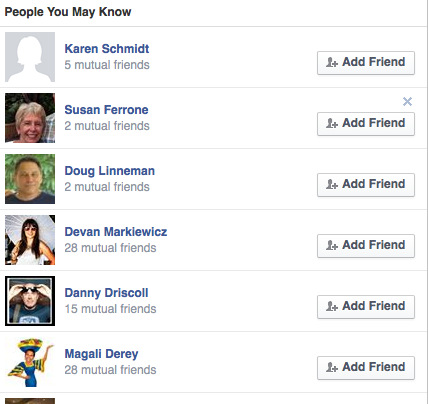 People You May Know
Karen Schmidt
5 mutual friends
Add Friend
Susan Ferrone
2 mutual friends
Add Friend
Doug Linneman
2 mutual friends
Add Friend
Devan Markiewicz
28 mutual friends
Add Friend
Danny Driscoll
15 mutual friends
Add Friend
Magali Derey
28 mutual friends
Add Friend